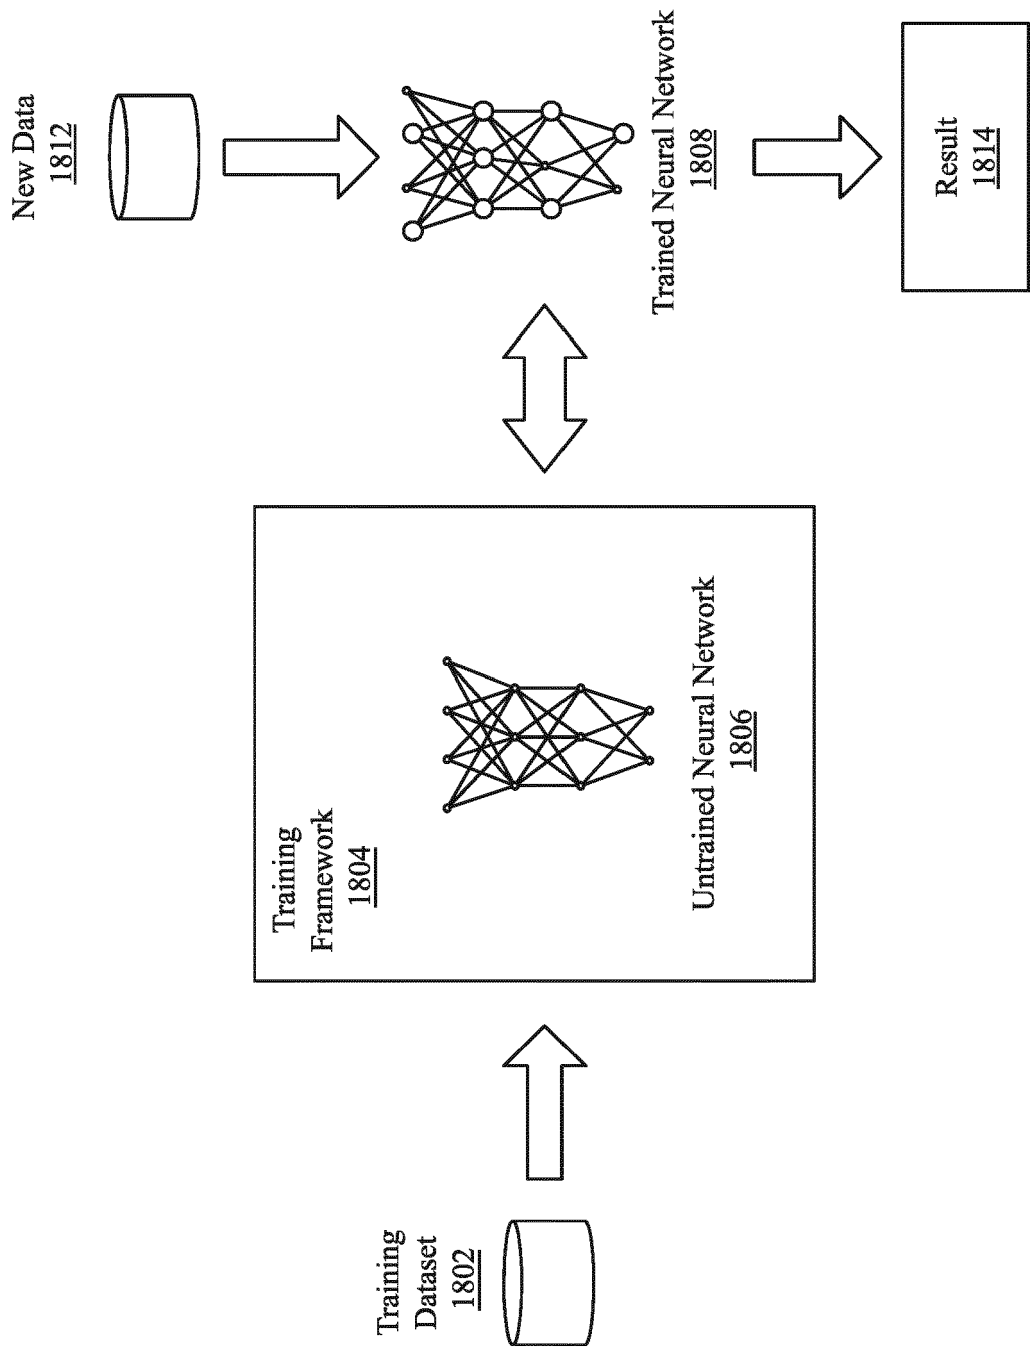 Training
Dataset
1802
Training
Framework
1804
Untrained Neural Network
1806
New Data
1812
Trained Neural Network
1808
Result
1814